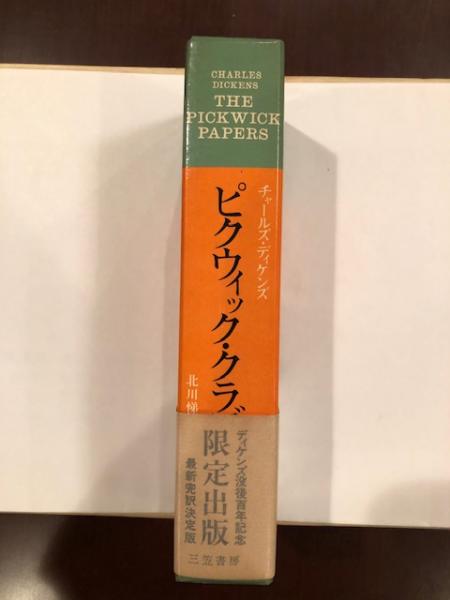 CHARLES
DICKENS
THE
PICKWICK
PAPERS
チャールズ・ディケンズ
ピクウィック・クラブ
北川悌
ディケンズ没後百年記念
限定出版
最新完訳決定版
三笠書房